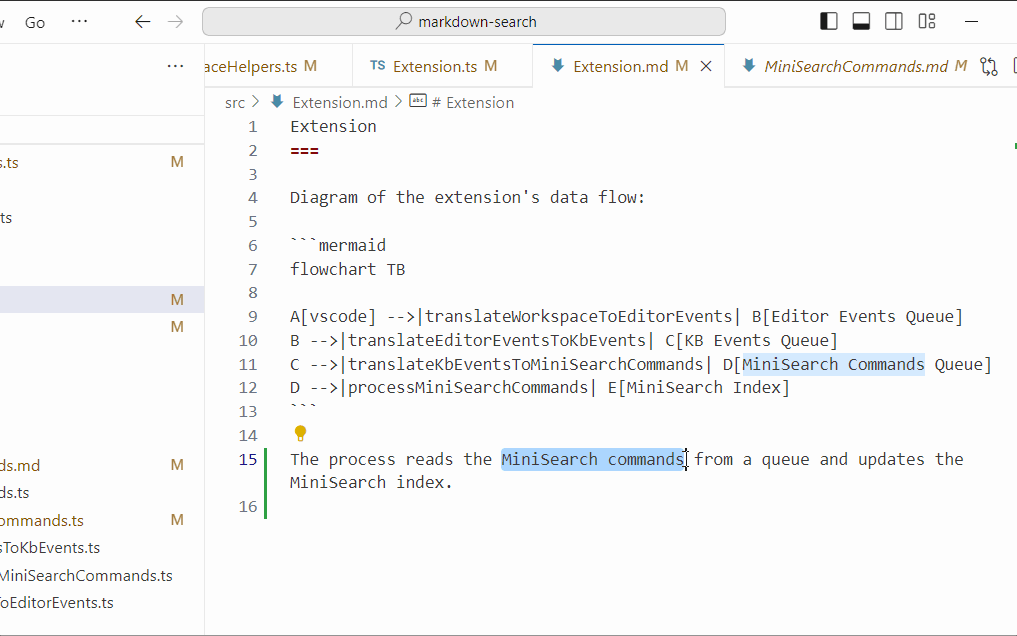 Go ···
markdown-search
···
aceHelpers.ts M
TS Extension.ts M
Extension.md M
MiniSearchCommands.md M
src > Extension.md > abc # Extension
1 Extension
2 ===
3
4 Diagram of the extension's data flow:
5
6 ```mermaid
7 flowchart TB
8
9 A[vscode] -->|translateWorkspaceToEditorEvents| B[Editor Events Queue]
10 B -->|translateEditorEventsToKbEvents| C[KB Events Queue]
11 C -->|translateKbEventsToMiniSearchCommands| D[MiniSearch Commands Queue]
12 D -->|processMiniSearchCommands| E[MiniSearch Index]
13 ```
14
15 The process reads the MiniSearch commands from a queue and updates the
MiniSearch index.
16
s.ts M
ts
M
M
ds.md M
ds.ts
ommands.ts M
sToKbEvents.ts
MiniSearchCommands.ts
oEditorEvents.ts